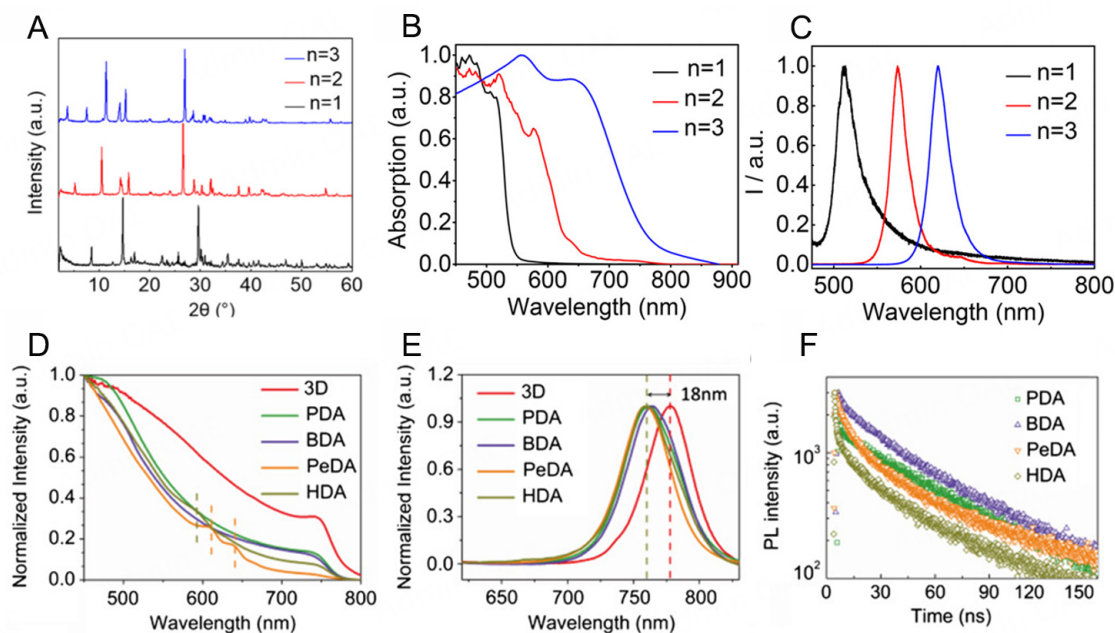 A
Intensity (a.u.)
n=3
n=2
n=1
10 20 30 40 50 60
2θ (°)
B
Absorption (a.u.)
1.0
0.8
0.6
0.4
0.2
0.0
n=1
n=2
n=3
500 600 700 800 900
Wavelength (nm)
C
I / a.u.
1.0
0.8
0.6
0.4
0.2
0.0
n=1
n=2
n=3
500 600 700 800
Wavelength (nm)
D
Normalized Intensity (a.u.)
1.0
0.8
0.6
0.4
0.2
0.0
3D
PDA
BDA
PeDA
HDA
500 600 700 800
Wavelength (nm)
E
Normalized Intensity (a.u.)
1.2
0.9
0.6
0.3
0.0
3D
PDA
BDA
PeDA
HDA
18nm
650 700 750 800
Wavelength (nm)
F
PL intensity (a.u.)
10³
10²
PDA
BDA
PeDA
HDA
0 30 60 90 120 150
Time (ns)